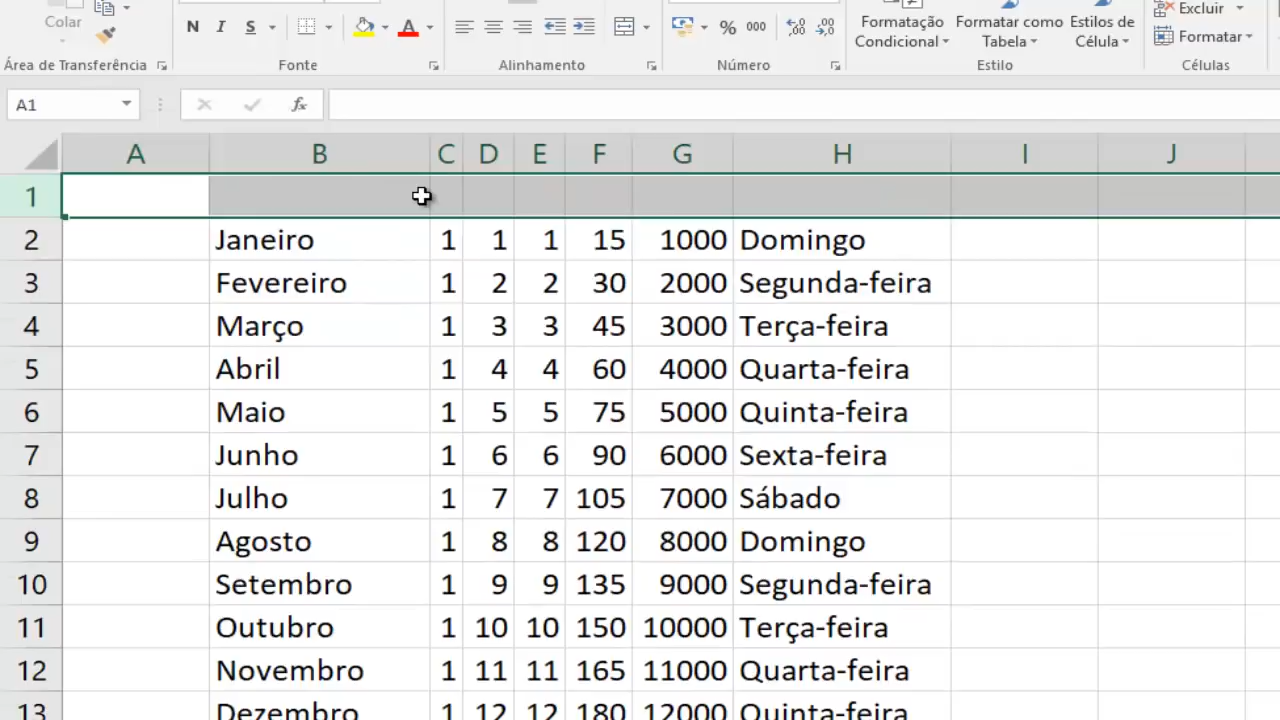 Colar
Excluir
N I S
% 000
,00
,00
Formatação Condicional
Formatar como Tabela
Estilos de Célula
Formatar
Área de Transferência
Fonte
Alinhamento
Número
Estilo
Células
A1
fx
A B C D E F G H I J
1
2 Janeiro 1 1 1 15 1000 Domingo
3 Fevereiro 1 2 2 30 2000 Segunda-feira
4 Março 1 3 3 45 3000 Terça-feira
5 Abril 1 4 4 60 4000 Quarta-feira
6 Maio 1 5 5 75 5000 Quinta-feira
7 Junho 1 6 6 90 6000 Sexta-feira
8 Julho 1 7 7 105 7000 Sábado
9 Agosto 1 8 8 120 8000 Domingo
10 Setembro 1 9 9 135 9000 Segunda-feira
11 Outubro 1 10 10 150 10000 Terça-feira
12 Novembro 1 11 11 165 11000 Quarta-feira
13 Dezembro 1 12 12 180 12000 Quinta-feira